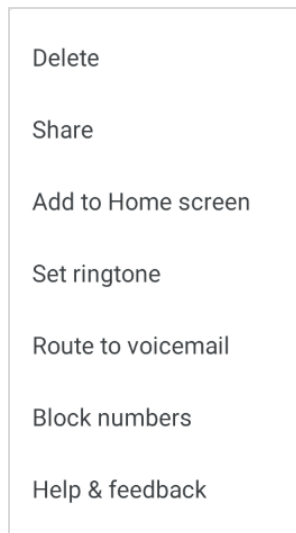 Delete
Share
Add to Home screen
Set ringtone
Route to voicemail
Block numbers
Help & feedback